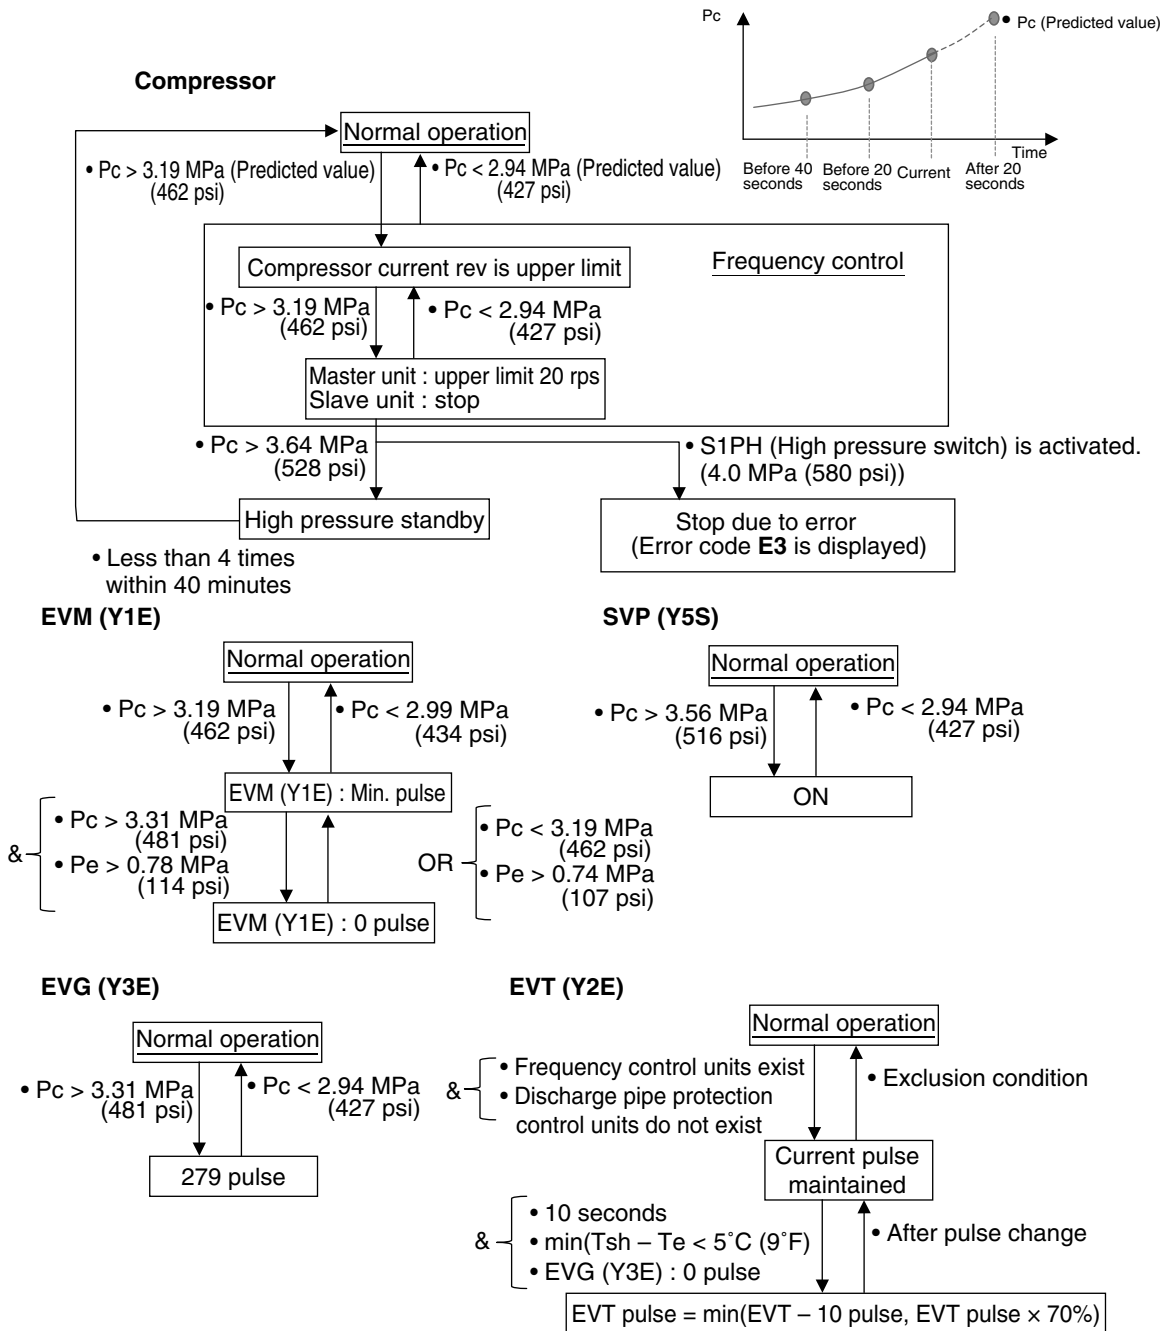 Pc
Pc (Predicted value)
Time
Before 40
seconds
Before 20
seconds
Current
After 20
seconds
Compressor
Normal operation
• Pc > 3.19 MPa (Predicted value)
(462 psi)
• Pc < 2.94 MPa (Predicted value)
(427 psi)
Frequency control
Compressor current rev is upper limit
• Pc > 3.19 MPa
(462 psi)
• Pc < 2.94 MPa
(427 psi)
Master unit : upper limit 20 rps
Slave unit : stop
• Pc > 3.64 MPa
(528 psi)
• S1PH (High pressure switch) is activated.
(4.0 MPa (580 psi))
High pressure standby
Stop due to error
(Error code E3 is displayed)
• Less than 4 times
within 40 minutes
EVM (Y1E)
Normal operation
• Pc > 3.19 MPa
(462 psi)
• Pc < 2.99 MPa
(434 psi)
EVM (Y1E) : Min. pulse
&
• Pc > 3.31 MPa
(481 psi)
• Pe > 0.78 MPa
(114 psi)
OR
• Pc < 3.19 MPa
(462 psi)
• Pe > 0.74 MPa
(107 psi)
EVM (Y1E) : 0 pulse
SVP (Y5S)
Normal operation
• Pc > 3.56 MPa
(516 psi)
• Pc < 2.94 MPa
(427 psi)
ON
EVG (Y3E)
Normal operation
• Pc > 3.31 MPa
(481 psi)
• Pc < 2.94 MPa
(427 psi)
279 pulse
EVT (Y2E)
Normal operation
&
• Frequency control units exist
• Discharge pipe protection
control units do not exist
• Exclusion condition
Current pulse
maintained
&
• 10 seconds
• min(Tsh – Te < 5˚C (9˚F)
• EVG (Y3E) : 0 pulse
• After pulse change
EVT pulse = min(EVT – 10 pulse, EVT pulse × 70%)